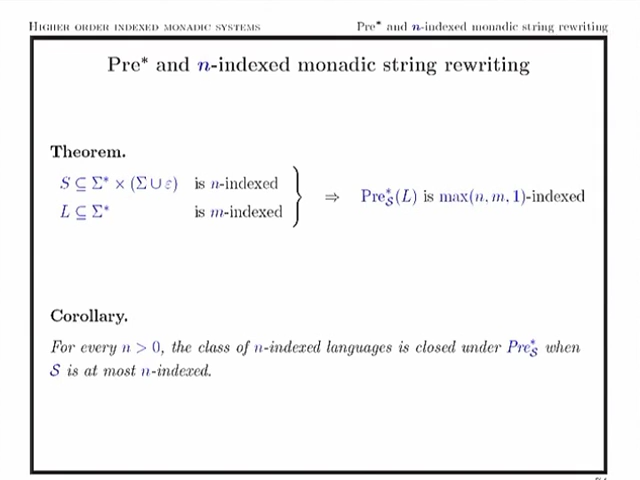 Higher order indexed monadic systems
Pre* and n-indexed monadic string rewriting
Pre* and n-indexed monadic string rewriting
Theorem.
S ⊆ Σ* × (Σ ∪ ε) is n-indexed
L ⊆ Σ* is m-indexed
⇒ Pre*S(L) is max(n, m, 1)-indexed
Corollary.
For every n > 0, the class of n-indexed languages is closed under Pre*S when
S is at most n-indexed.